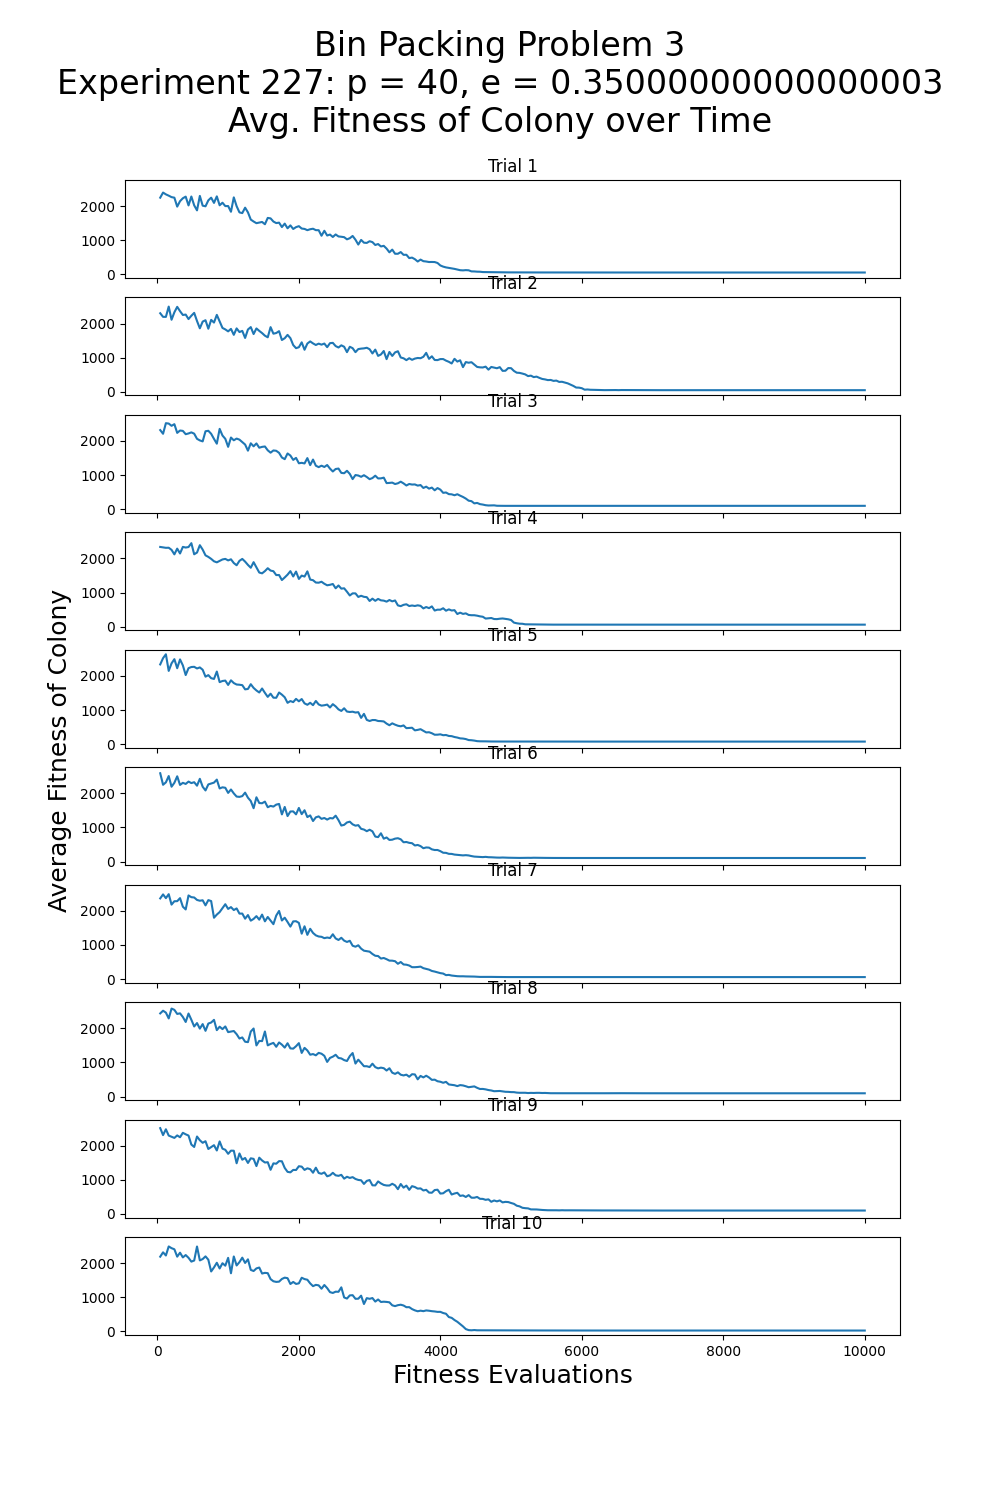 Bin Packing Problem 3
Experiment 227: p = 40, e = 0.35000000000000003
Avg. Fitness of Colony over Time
Trial 1
2000
1000
0
Trial 2
2000
1000
0
Trial 3
2000
1000
0
Trial 4
2000
1000
0
Trial 5
2000
1000
0
Trial 6
2000
1000
0
Trial 7
2000
1000
0
Trial 8
2000
1000
0
Trial 9
2000
1000
0
Trial 10
2000
1000
0
0 2000 4000 6000 8000 10000
Fitness Evaluations
Average Fitness of Colony